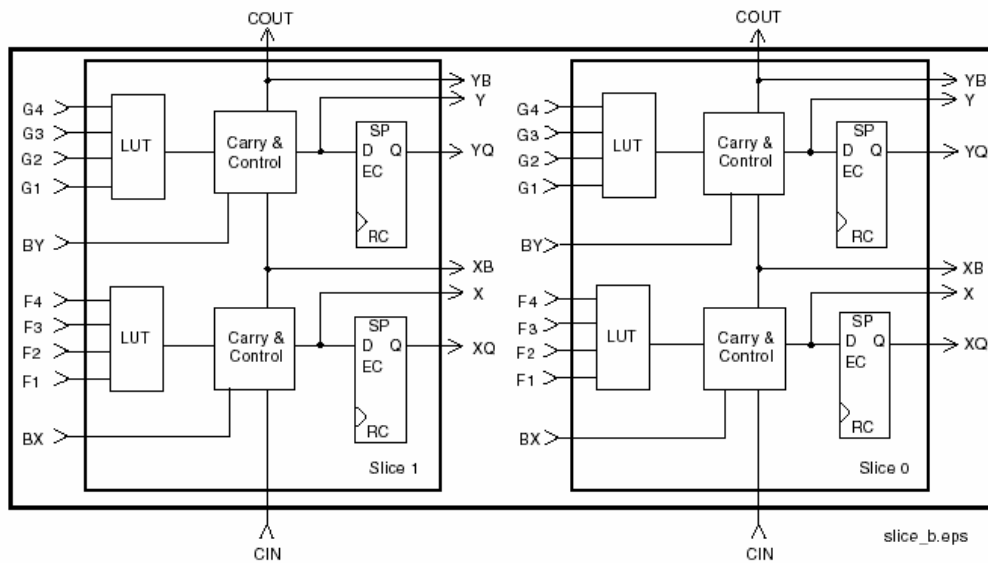 COUT
YB
Y
G4
G3
G2
G1
LUT
Carry &
Control
SP
D Q
EC
RC
YQ
BY
XB
X
F4
F3
F2
F1
LUT
Carry &
Control
SP
D Q
EC
RC
XQ
BX
Slice 1
CIN
COUT
YB
Y
G4
G3
G2
G1
LUT
Carry &
Control
SP
D Q
EC
RC
YQ
BY
XB
X
F4
F3
F2
F1
LUT
Carry &
Control
SP
D Q
EC
RC
XQ
BX
Slice 0
CIN
slice_b.eps